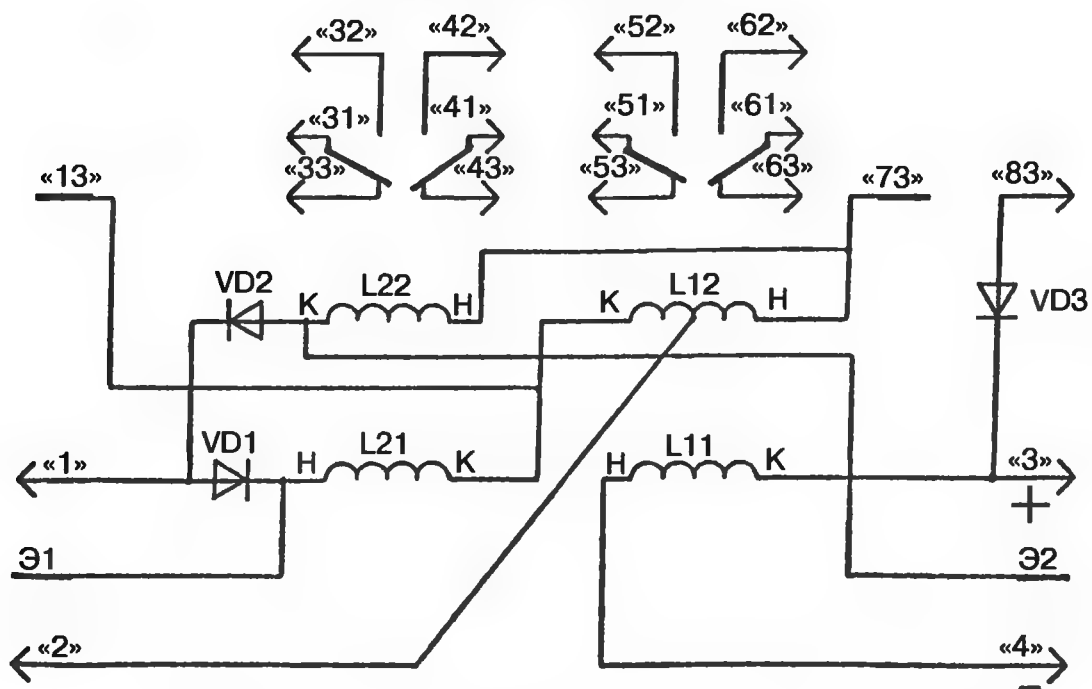 «32» «42» «52» «62»
«31» «41» «51» «61»
«33» «43» «53» «63»
«13» «73» «83»
VD2 K L22 H K L12 H VD3
VD1 H L21 K H L11 K
«1» «3»
+
Э1 Э2
«2» «4»
-